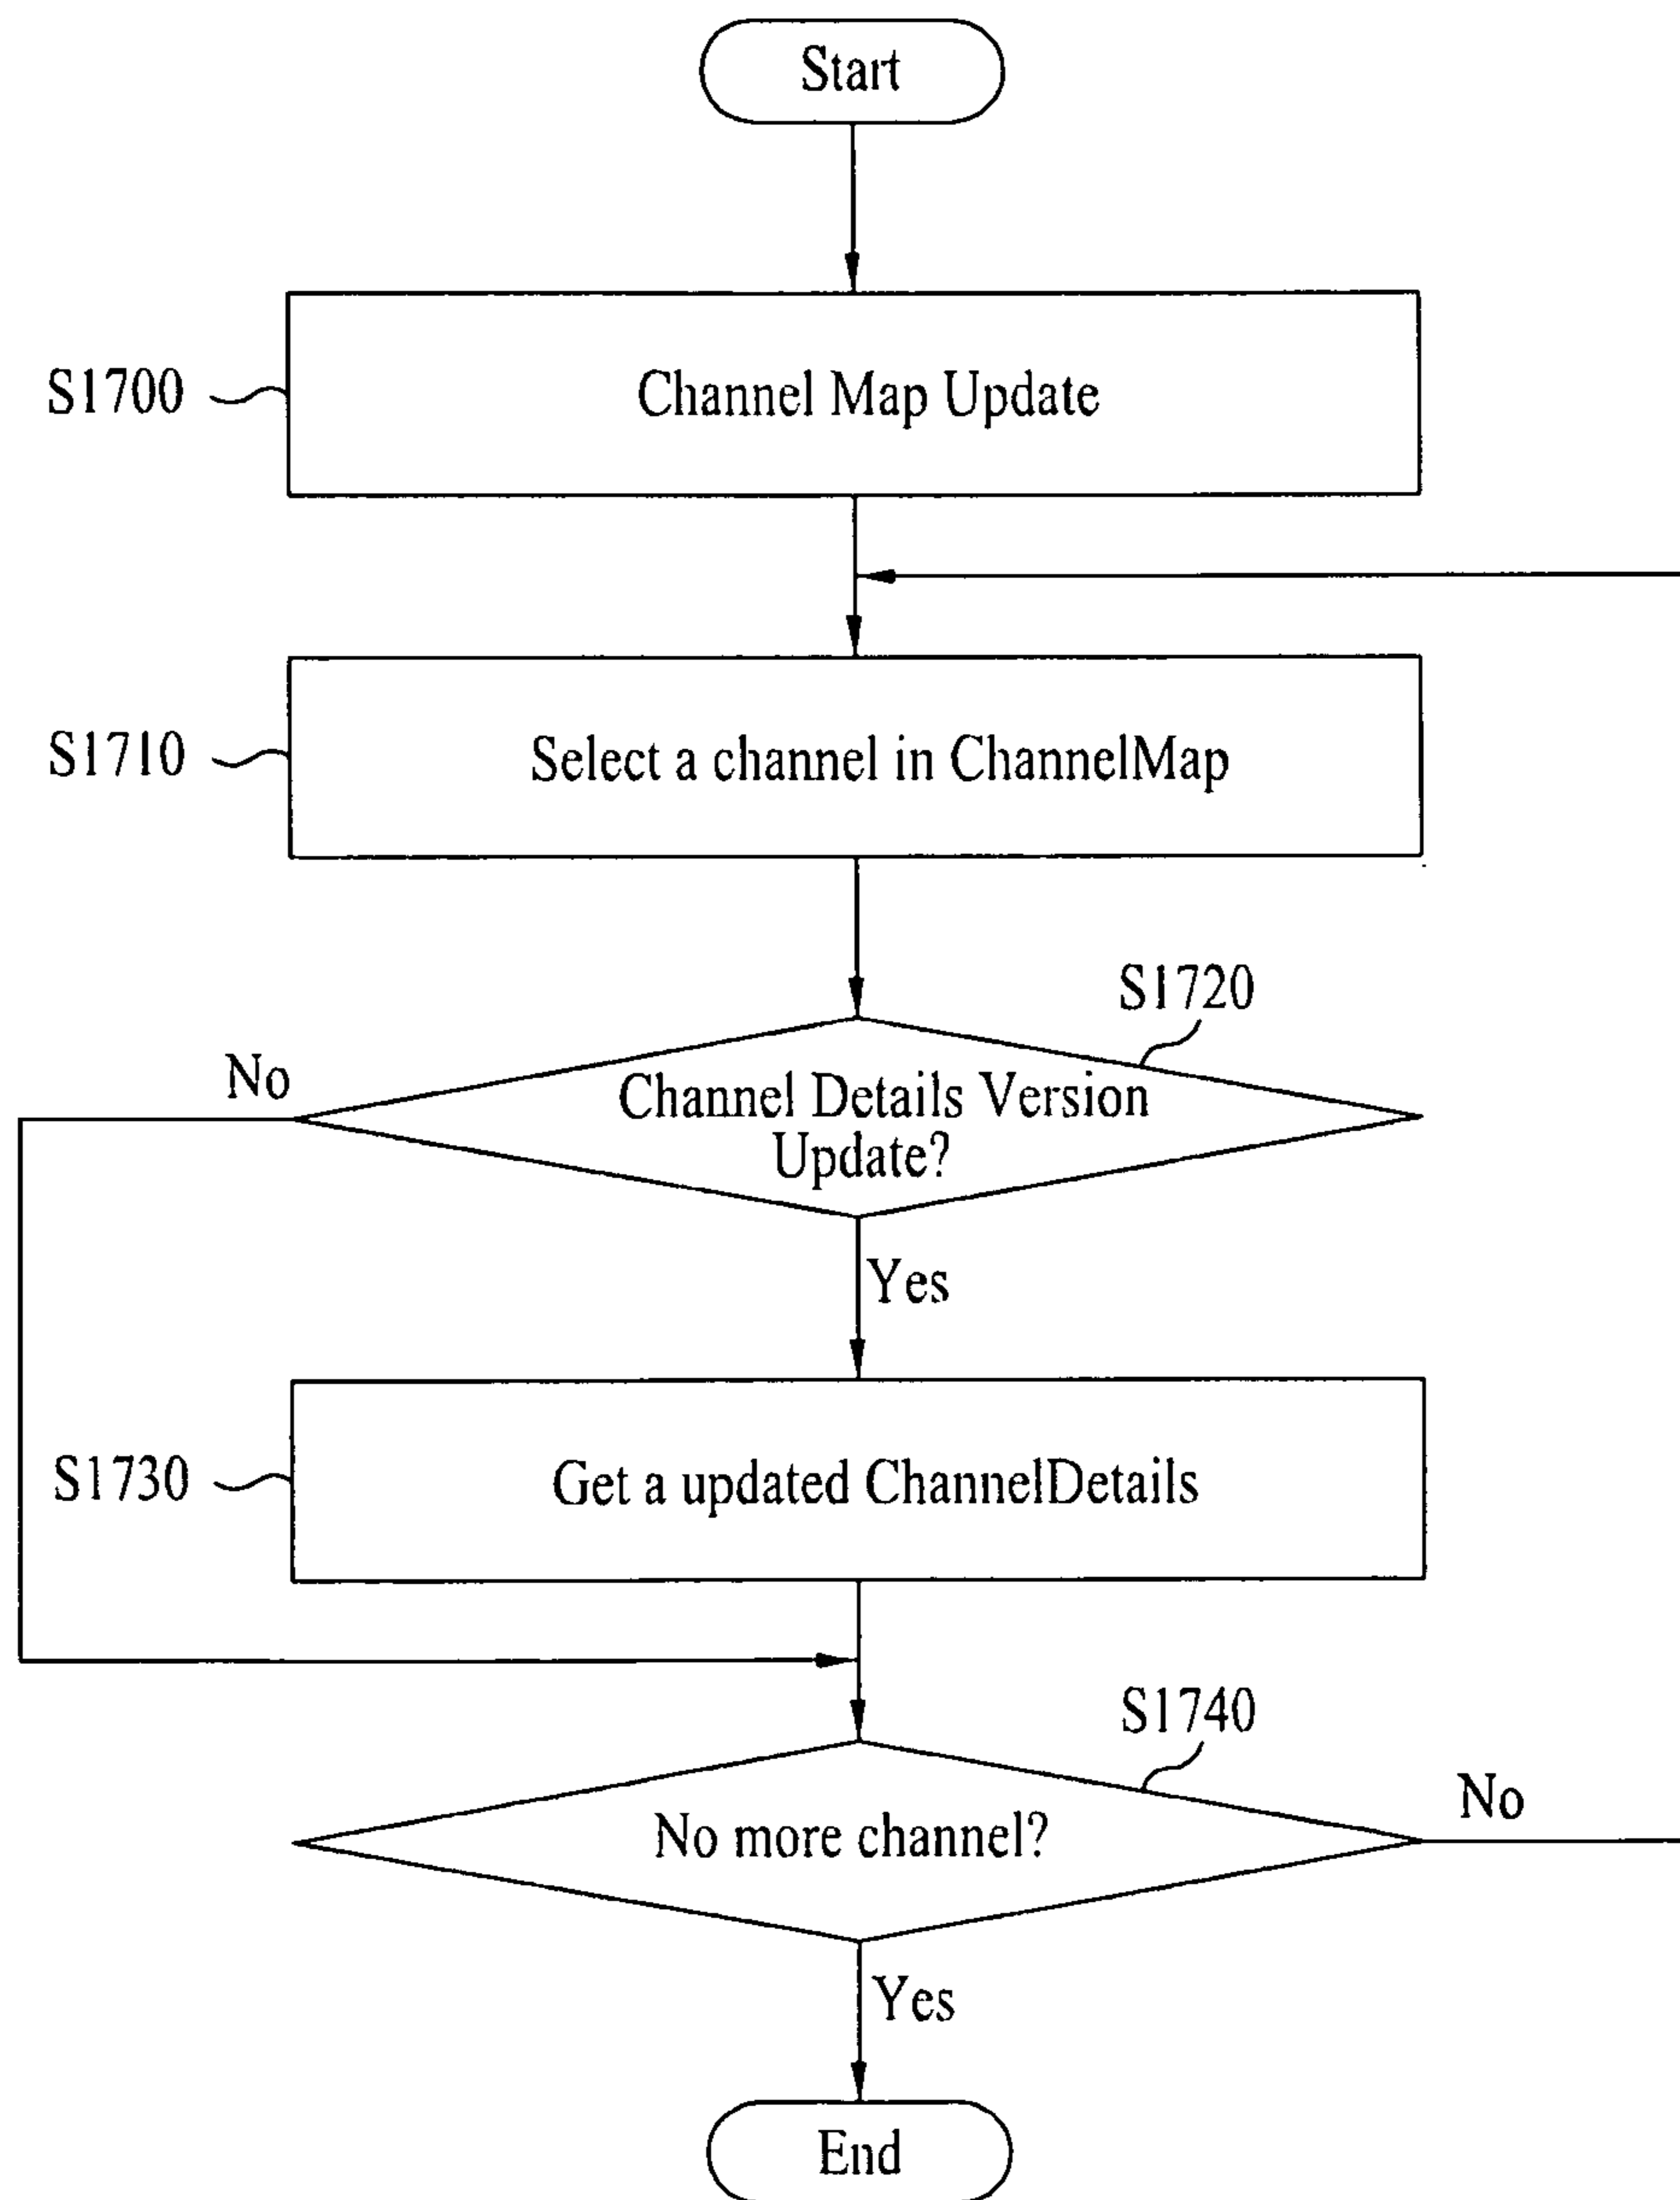 Start
S1700
Channel Map Update
S1710
Select a channel in ChannelMap
S1720
No
Channel Details Version
Update?
Yes
S1730
Get a updated ChannelDetails
S1740
No
No more channel?
Yes
End